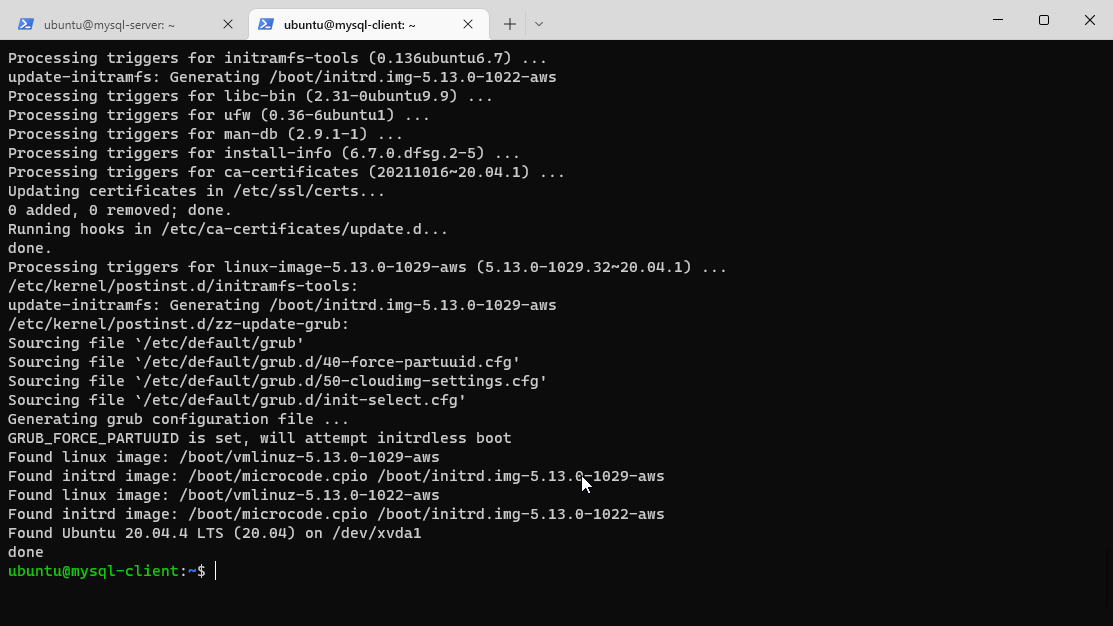 ubuntu@mysql-server: ~
ubuntu@mysql-client: ~
Processing triggers for initramfs-tools (0.136ubuntu6.7) ...
update-initramfs: Generating /boot/initrd.img-5.13.0-1022-aws
Processing triggers for libc-bin (2.31-0ubuntu9.9) ...
Processing triggers for ufw (0.36-6ubuntu1) ...
Processing triggers for man-db (2.9.1-1) ...
Processing triggers for install-info (6.7.0.dfsg.2-5) ...
Processing triggers for ca-certificates (20211016~20.04.1) ...
Updating certificates in /etc/ssl/certs...
0 added, 0 removed; done.
Running hooks in /etc/ca-certificates/update.d...
done.
Processing triggers for linux-image-5.13.0-1029-aws (5.13.0-1029.32~20.04.1) ...
/etc/kernel/postinst.d/initramfs-tools:
update-initramfs: Generating /boot/initrd.img-5.13.0-1029-aws
/etc/kernel/postinst.d/zz-update-grub:
Sourcing file `/etc/default/grub'
Sourcing file `/etc/default/grub.d/40-force-partuuid.cfg'
Sourcing file `/etc/default/grub.d/50-cloudimg-settings.cfg'
Sourcing file `/etc/default/grub.d/init-select.cfg'
Generating grub configuration file ...
GRUB_FORCE_PARTUUID is set, will attempt initrdless boot
Found linux image: /boot/vmlinuz-5.13.0-1029-aws
Found initrd image: /boot/microcode.cpio /boot/initrd.img-5.13.0-1029-aws
Found linux image: /boot/vmlinuz-5.13.0-1022-aws
Found initrd image: /boot/microcode.cpio /boot/initrd.img-5.13.0-1022-aws
Found Ubuntu 20.04.4 LTS (20.04) on /dev/xvda1
done
ubuntu@mysql-client:~$